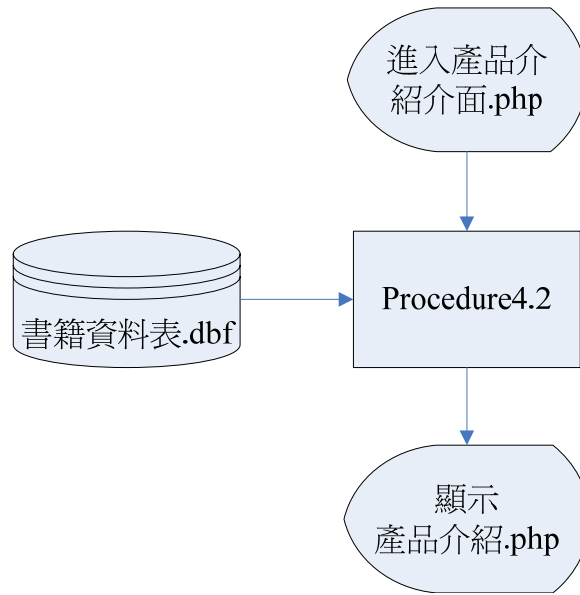 進入產品介
紹介面.php
書籍資料表.dbf
Procedure4.2
顯示
產品介紹.php